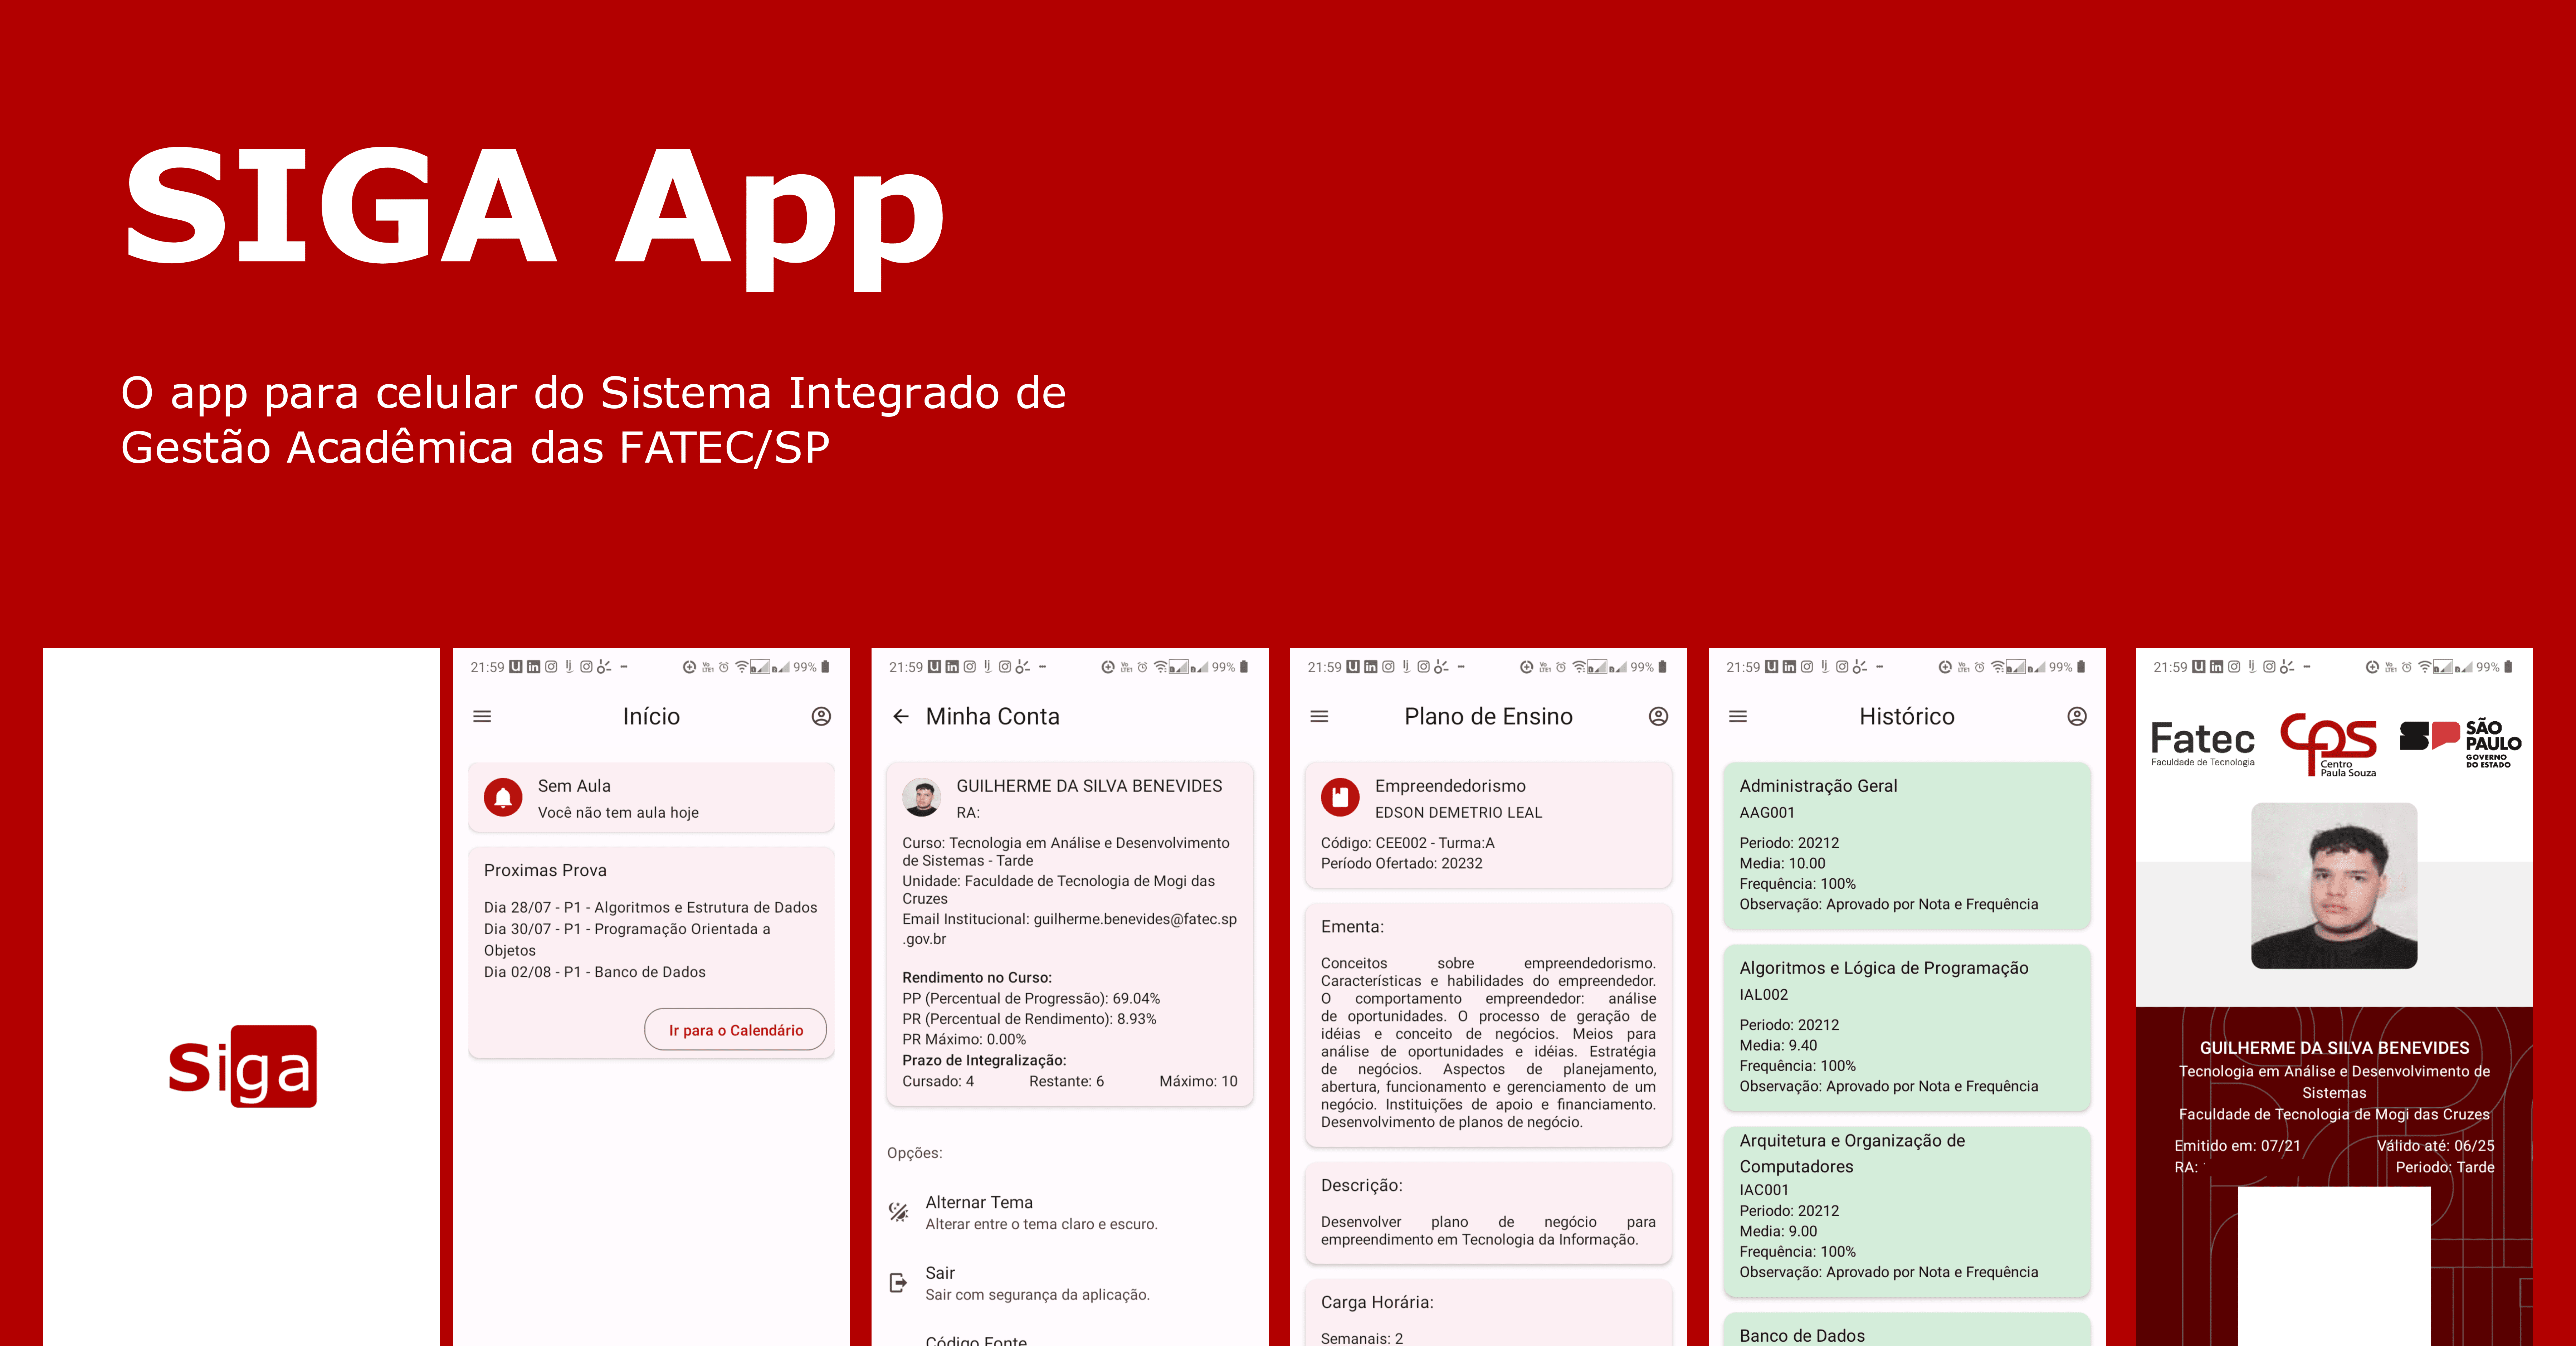 SIGA App
O app para celular do Sistema Integrado de
Gestão Acadêmica das FATEC/SP
Siga
21:59
99%
Início
Sem Aula
Você não tem aula hoje
Proximas Prova
Dia 28/07 - P1 - Algoritmos e Estrutura de Dados
Dia 30/07 - P1 - Programação Orientada a
Objetos
Dia 02/08 - P1 - Banco de Dados
Ir para o Calendário
21:59
99%
Minha Conta
GUILHERME DA SILVA BENEVIDES
RA:
Curso: Tecnologia em Análise e Desenvolvimento
de Sistemas - Tarde
Unidade: Faculdade de Tecnologia de Mogi das
Cruzes
Email Institucional: guilherme.benevides@fatec.sp
.gov.br
Rendimento no Curso:
PP (Percentual de Progressão): 69.04%
PR (Percentual de Rendimento): 8.93%
PR Máximo: 0.00%
Prazo de Integralização:
Cursado: 4 Restante: 6 Máximo: 10
Opções:
Alternar Tema
Alterar entre o tema claro e escuro.
Sair
Sair com segurança da aplicação.
Código Fonte
21:59
99%
Plano de Ensino
Empreendedorismo
EDSON DEMETRIO LEAL
Código: CEE002 - Turma:A
Período Ofertado: 20232
Ementa:
Conceitos sobre empreendedorismo.
Características e habilidades do empreendedor.
O comportamento empreendedor: análise
de oportunidades. O processo de geração de
idéias e conceito de negócios. Meios para
análise de oportunidades e idéias. Estratégia
de negócios. Aspectos de planejamento,
abertura, funcionamento e gerenciamento de um
negócio. Instituições de apoio e financiamento.
Desenvolvimento de planos de negócio.
Descrição:
Desenvolver plano de negócio para
empreendimento em Tecnologia da Informação.
Carga Horária:
Semanais: 2
21:59
99%
Histórico
Administração Geral
AAG001
Periodo: 20212
Media: 10.00
Frequência: 100%
Observação: Aprovado por Nota e Frequência
Algoritmos e Lógica de Programação
IAL002
Periodo: 20212
Media: 9.40
Frequência: 100%
Observação: Aprovado por Nota e Frequência
Arquitetura e Organização de
Computadores
IAC001
Periodo: 20212
Media: 9.00
Frequência: 100%
Observação: Aprovado por Nota e Frequência
Banco de Dados
21:59
99%
Fatec
Faculdade de Tecnologia
cps
Centro
Paula Souza
SP
SÃO
PAULO
GOVERNO
DO ESTADO
GUILHERME DA SILVA BENEVIDES
Tecnologia em Análise e Desenvolvimento de
Sistemas
Faculdade de Tecnologia de Mogi das Cruzes
Emitido em: 07/21 Válido até: 06/25
RA: Periodo: Tarde